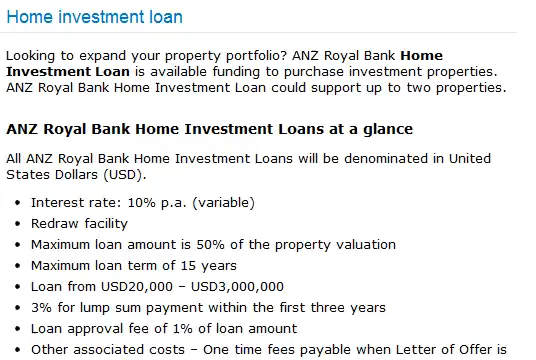 Home investment loan
Looking to expand your property portfolio? ANZ Royal Bank Home
Investment Loan is available funding to purchase investment properties.
ANZ Royal Bank Home Investment Loan could support up to two properties.
ANZ Royal Bank Home Investment Loans at a glance
All ANZ Royal Bank Home Investment Loans will be denominated in United
States Dollars (USD).
• Interest rate: 10% p.a. (variable)
• Redraw facility
• Maximum loan amount is 50% of the property valuation
• Maximum loan term of 15 years
• Loan from USD20,000 – USD3,000,000
• 3% for lump sum payment within the first three years
• Loan approval fee of 1% of loan amount
• Other associated costs – One time fees payable when Letter of Offer is